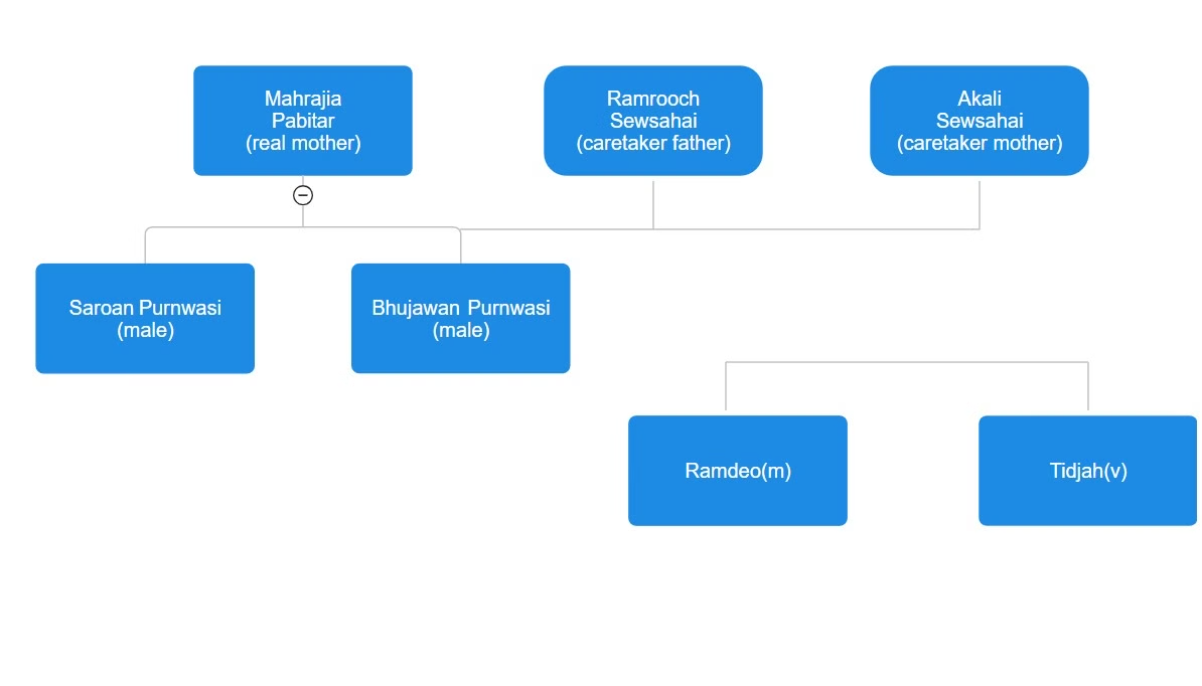 Mahrajia
Pabitar
(real mother)
Ramrooch
Sewsahai
(caretaker father)
Akali
Sewsahai
(caretaker mother)
Saroan Purnwasi
(male)
Bhujawan Purnwasi
(male)
Ramdeo(m)
Tidjah(v)